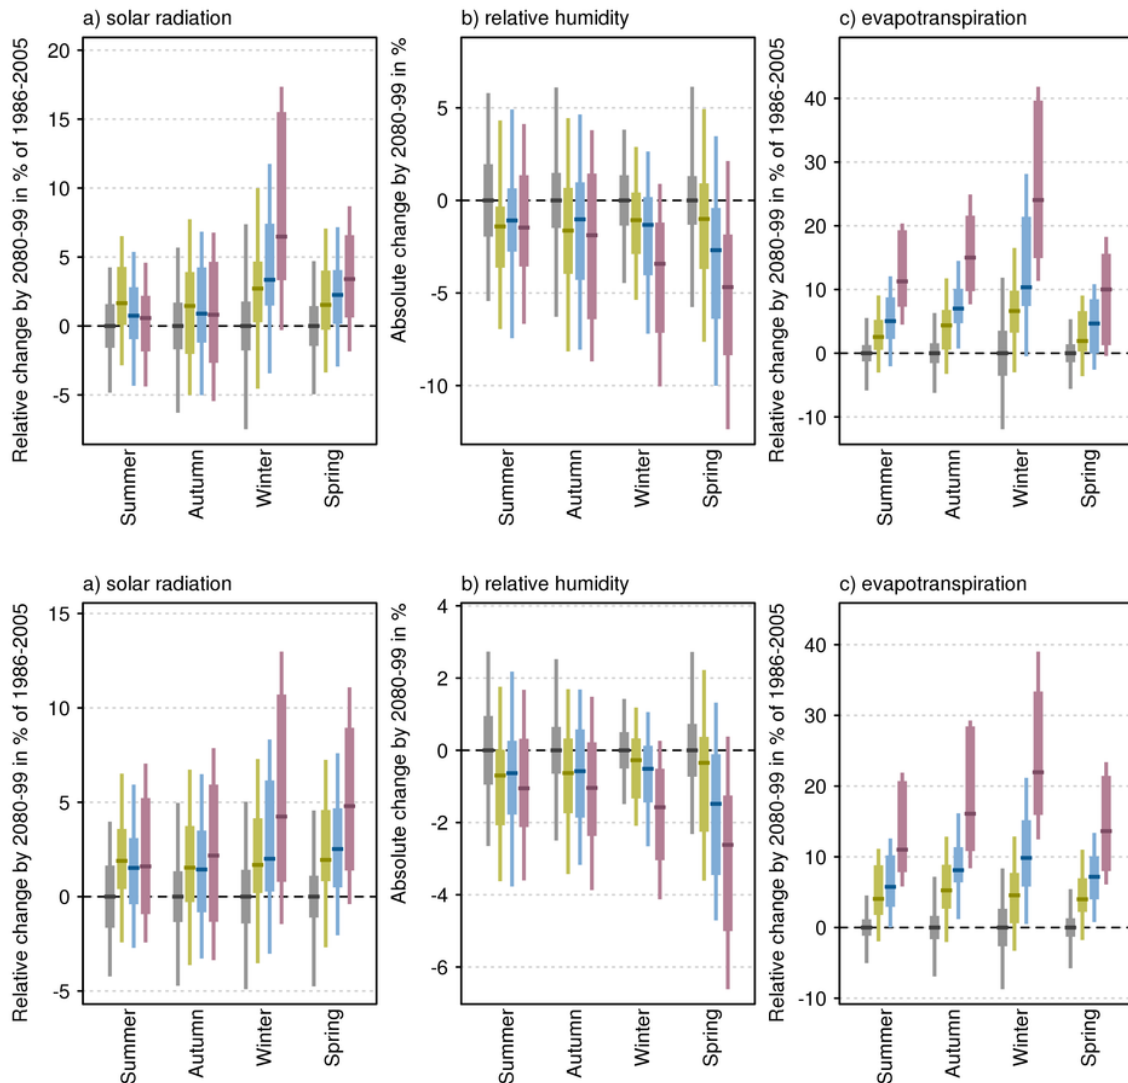 a) solar radiation
Relative change by 2080-99 in % of 1986-2005
20
15
10
5
0
-5
Summer
Autumn
Winter
Spring
b) relative humidity
Absolute change by 2080-99 in %
5
0
-5
-10
Summer
Autumn
Winter
Spring
c) evapotranspiration
Relative change by 2080-99 in % of 1986-2005
40
30
20
10
0
-10
Summer
Autumn
Winter
Spring
a) solar radiation
Relative change by 2080-99 in % of 1986-2005
15
10
5
0
-5
Summer
Autumn
Winter
Spring
b) relative humidity
Absolute change by 2080-99 in %
4
2
0
-2
-4
-6
Summer
Autumn
Winter
Spring
c) evapotranspiration
Relative change by 2080-99 in % of 1986-2005
40
30
20
10
0
-10
Summer
Autumn
Winter
Spring